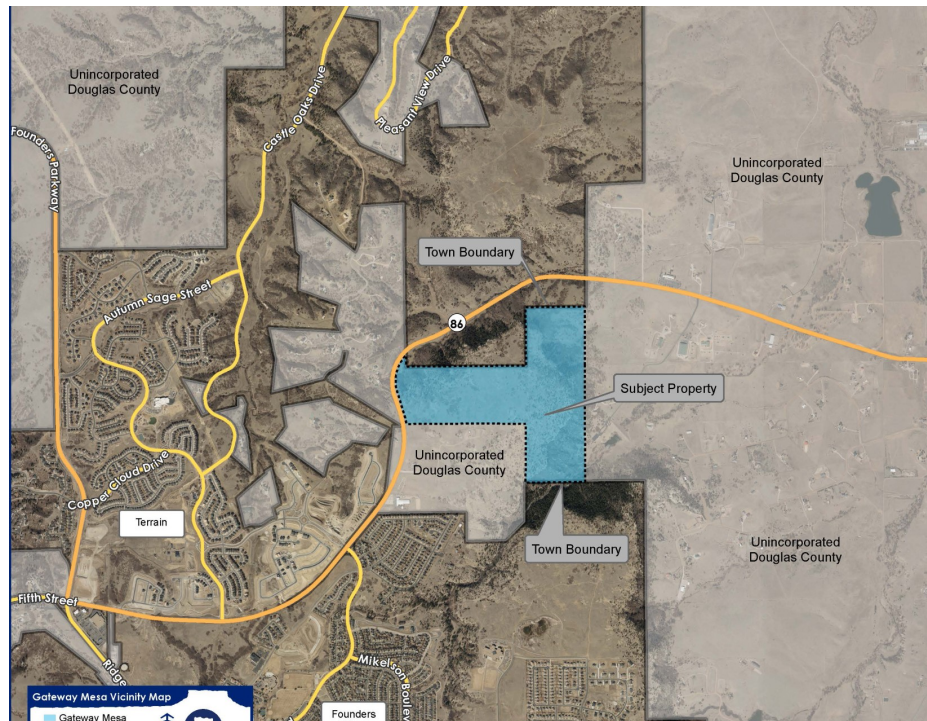 Unincorporated
Douglas County
Founders Parkway
Castle Oaks Drive
Pleasant View Drive
Unincorporated
Douglas County
Town Boundary
86
Autumn Sage Street
Subject Property
Unincorporated
Douglas County
Copper Cloud Drive
Terrain
Town Boundary
Unincorporated
Douglas County
Fifth Street
Ridge
Mikelson Boulev
Founders
Gateway Mesa Vicinity Map
Gateway Mesa